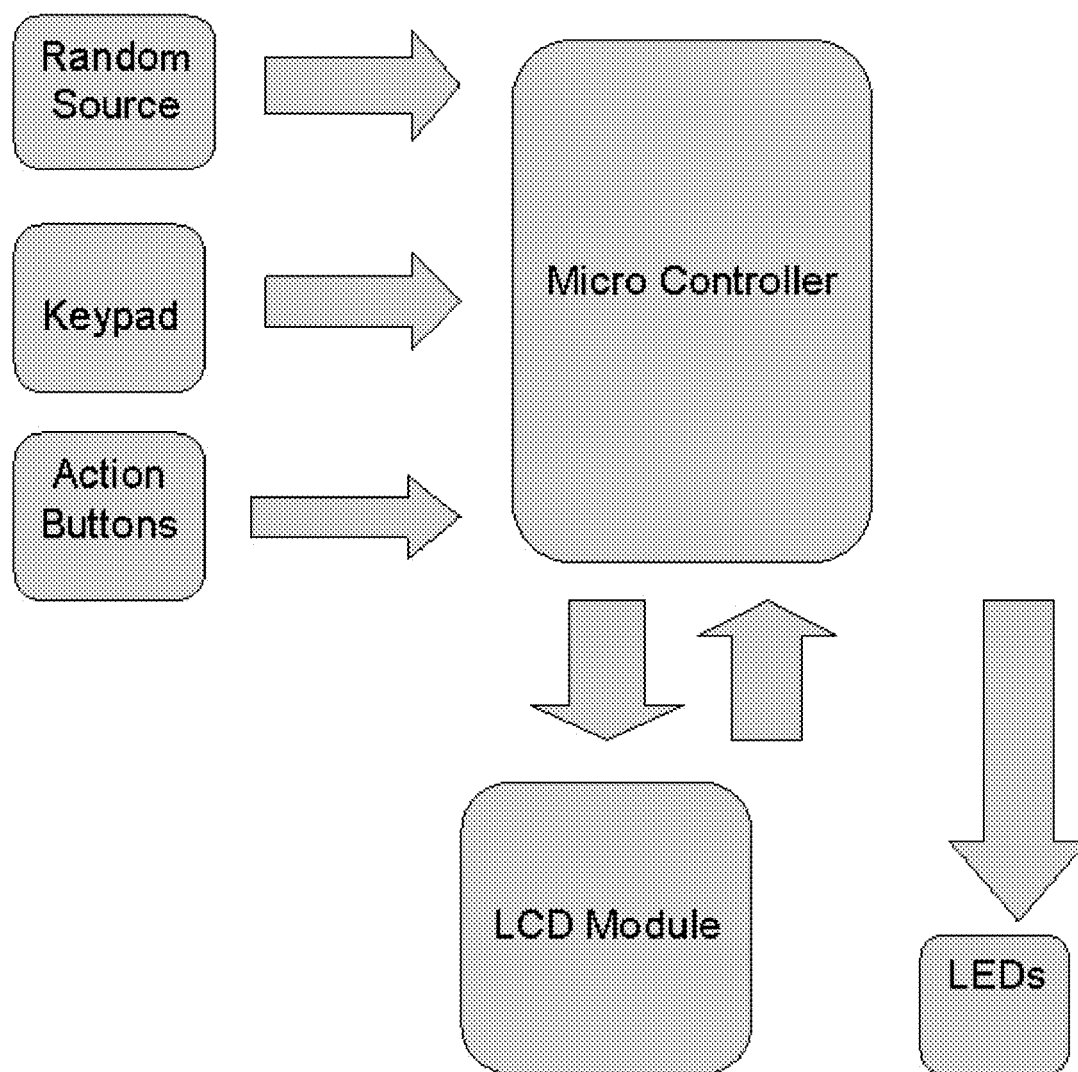 Random
Source
Keypad
Action
Buttons
Micro Controller
LCD Module
LEDs